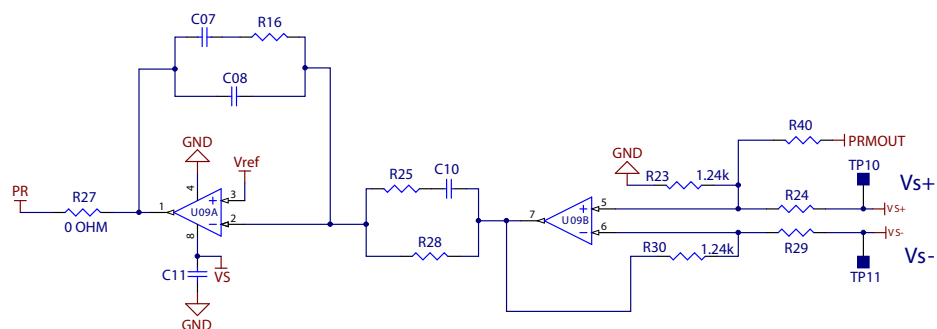 C07
R16
C08
R40
PRMOUT
GND
Vref
GND
TP10
Vs+
R23
1.24k
R25
C10
R24
PR
R27
4
3
5
VS+
1
U09A
2
7
U09B
6
VS-
0 OHM
8
R28
R30
1.24k
R29
Vs-
C11
VS
TP11
GND